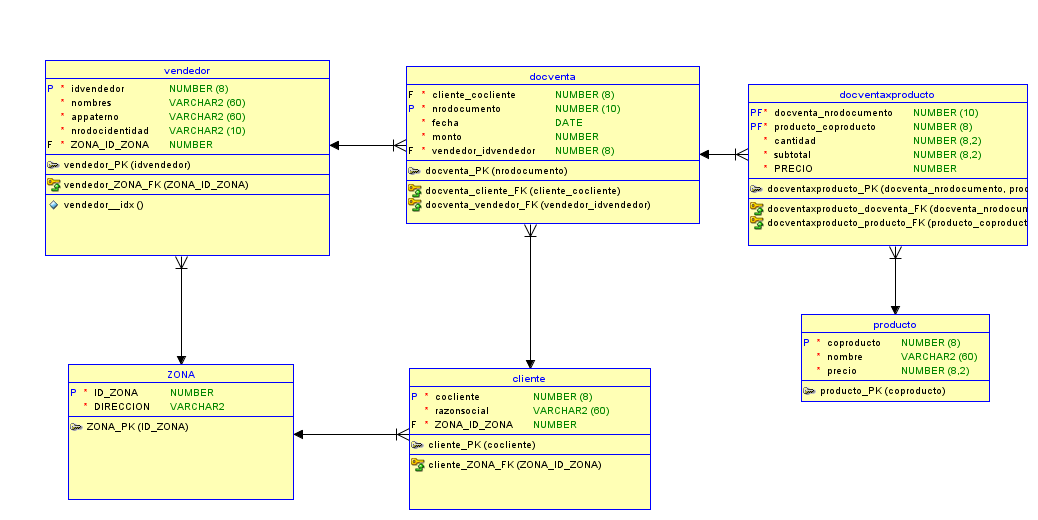 vendedor
P * idvendedor NUMBER (8)
* nombres VARCHAR2 (60)
* appaterno VARCHAR2 (60)
* nrodocidentidad VARCHAR2 (10)
F * ZONA_ID_ZONA NUMBER
vendedor_PK (idvendedor)
vendedor_ZONA_FK (ZONA_ID_ZONA)
vendedor__idx ()
docventa
F * cliente_cocliente NUMBER (8)
P * nrodocumento NUMBER (10)
* fecha DATE
* monto NUMBER
F * vendedor_idvendedor NUMBER (8)
docventa_PK (nrodocumento)
docventa_cliente_FK (cliente_cocliente)
docventa_vendedor_FK (vendedor_idvendedor)
docventaxproducto
PF* docventa_nrodocumento NUMBER (10)
PF* producto_coproducto NUMBER (8)
* cantidad NUMBER (8,2)
* subtotal NUMBER (8,2)
* PRECIO NUMBER
docventaxproducto_PK (docventa_nrodocumento, proc
docventaxproducto_docventa_FK (docventa_nrodocun
docventaxproducto_producto_FK (producto_coproduct
ZONA
P * ID_ZONA NUMBER
* DIRECCION VARCHAR2
ZONA_PK (ID_ZONA)
cliente
P * cocliente NUMBER (8)
* razonsocial VARCHAR2 (60)
F * ZONA_ID_ZONA NUMBER
cliente_PK (cocliente)
cliente_ZONA_FK (ZONA_ID_ZONA)
producto
P * coproducto NUMBER (8)
* nombre VARCHAR2 (60)
* precio NUMBER (8,2)
producto_PK (coproducto)